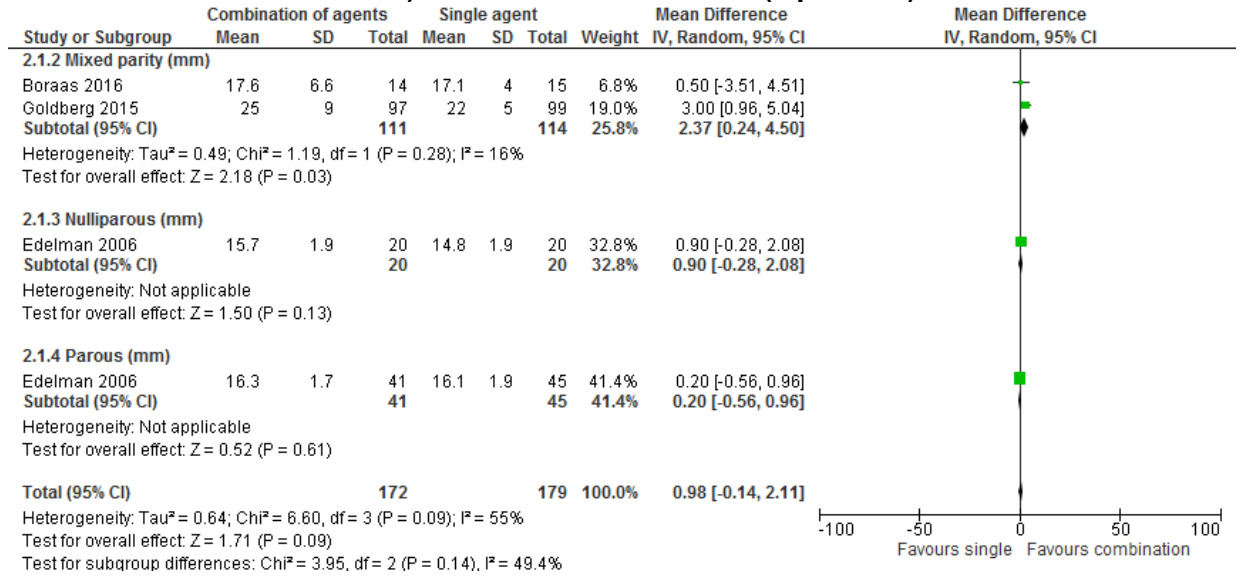 Combination of agents Single agent Mean Difference Mean Difference
Study or Subgroup Mean SD Total Mean SD Total Weight IV, Random, 95% CI IV, Random, 95% CI
2.1.2 Mixed parity (mm)
Boraas 2016 17.6 6.6 14 17.1 4 15 6.8% 0.50 [-3.51, 4.51]
Goldberg 2015 25 9 97 22 5 99 19.0% 3.00 [0.96, 5.04]
Subtotal (95% CI) 111 114 25.8% 2.37 [0.24, 4.50]
Heterogeneity: Tau² = 0.49; Chi² = 1.19, df = 1 (P = 0.28); I² = 16%
Test for overall effect: Z = 2.18 (P = 0.03)
2.1.3 Nulliparous (mm)
Edelman 2006 15.7 1.9 20 14.8 1.9 20 32.8% 0.90 [-0.28, 2.08]
Subtotal (95% CI) 20 20 32.8% 0.90 [-0.28, 2.08]
Heterogeneity: Not applicable
Test for overall effect: Z = 1.50 (P = 0.13)
2.1.4 Parous (mm)
Edelman 2006 16.3 1.7 41 16.1 1.9 45 41.4% 0.20 [-0.56, 0.96]
Subtotal (95% CI) 41 45 41.4% 0.20 [-0.56, 0.96]
Heterogeneity: Not applicable
Test for overall effect: Z = 0.52 (P = 0.61)
Total (95% CI) 172 179 100.0% 0.98 [-0.14, 2.11]
Heterogeneity: Tau² = 0.64; Chi² = 6.60, df = 3 (P = 0.09); I² = 55%
Test for overall effect: Z = 1.71 (P = 0.09)
Test for subgroup differences: Chi² = 3.95, df = 2 (P = 0.14), I² = 49.4%
-100 -50 0 50 100
Favours single Favours combination